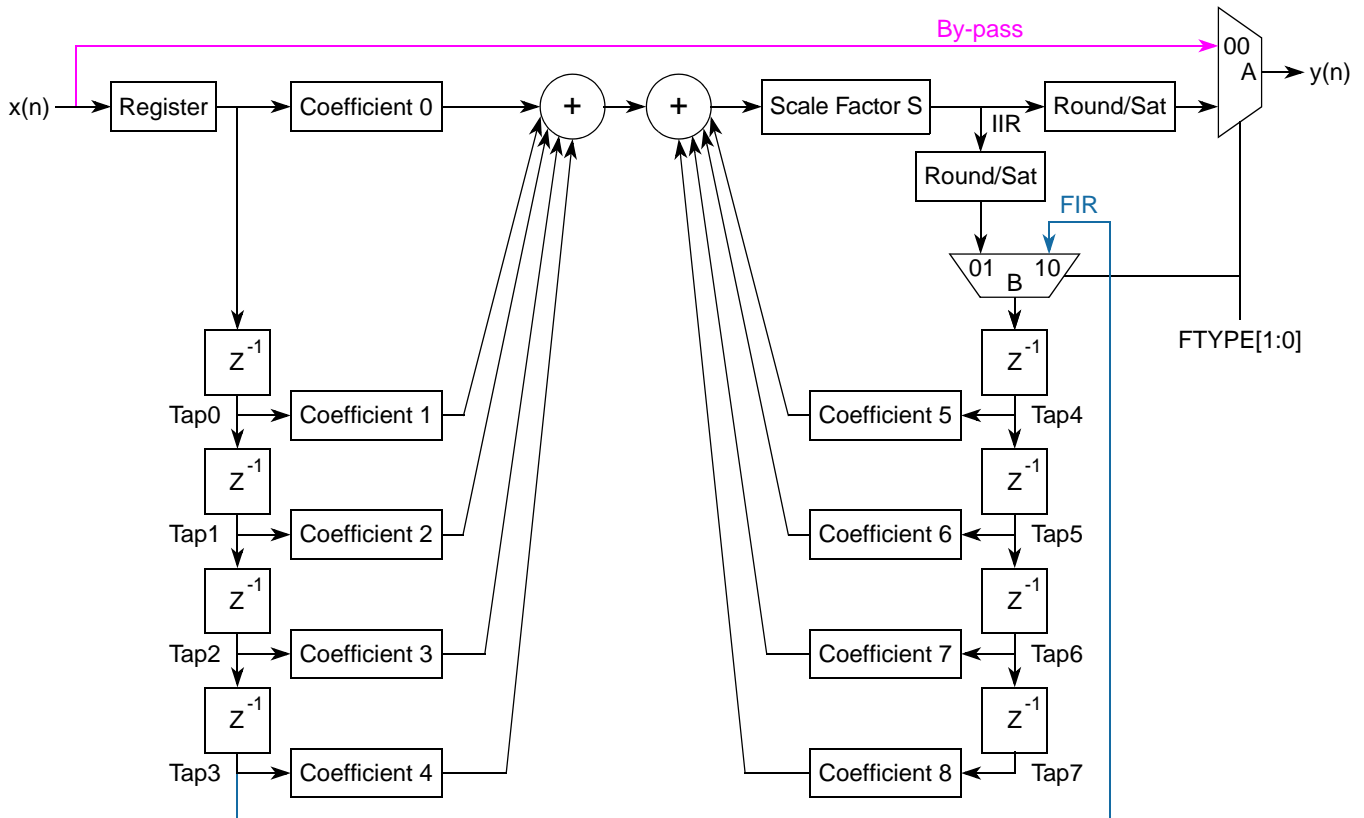 By-pass
00
A
x(n)
Register
Coefficient 0
+
+
Scale Factor S
Round/Sat
y(n)
IIR
Round/Sat
FIR
01
10
B
FTYPE[1:0]
Z-1
Z-1
Tap0
Coefficient 1
Coefficient 5
Tap4
Z-1
Z-1
Tap1
Coefficient 2
Coefficient 6
Tap5
Z-1
Z-1
Tap2
Coefficient 3
Coefficient 7
Tap6
Z-1
Z-1
Tap3
Coefficient 4
Coefficient 8
Tap7